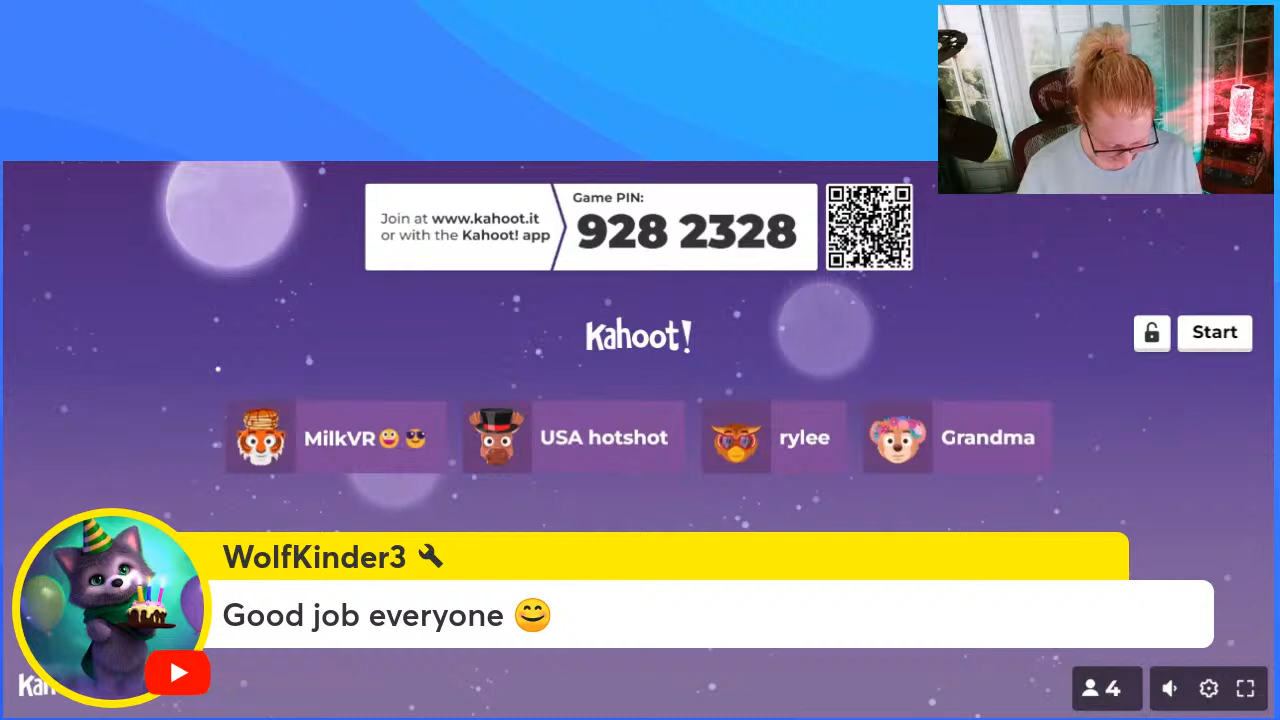 Join at www.kahoot.it
or with the Kahoot! app
Game PIN:
928 2328
Kahoot!
Start
MilkVR😀😎
USA hotshot
rylee
Grandma
WolfKinder3 🔧
Good job everyone 😊
Kah
4